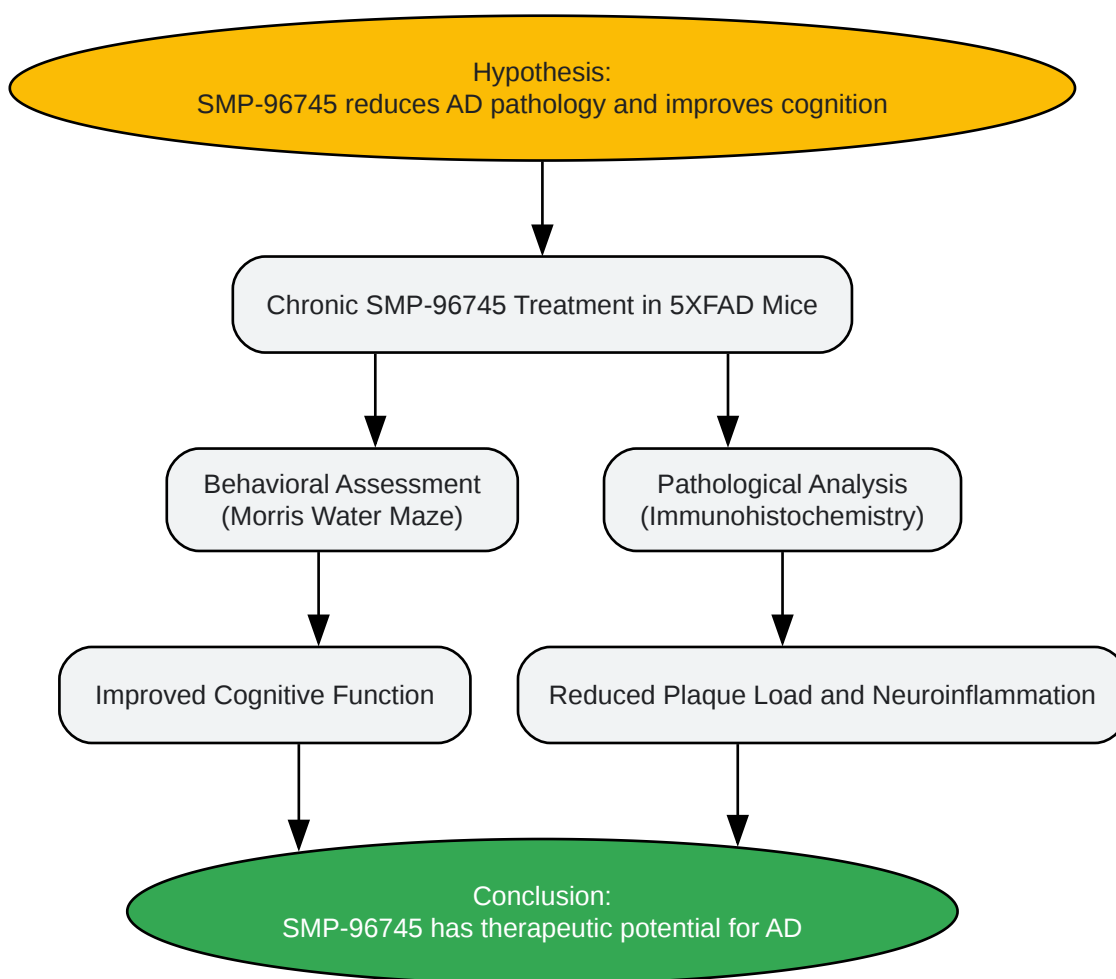 Hypothesis:
SMP-96745 reduces AD pathology and improves cognition
Chronic SMP-96745 Treatment in 5XFAD Mice
Behavioral Assessment
(Morris Water Maze)
Pathological Analysis
(Immunohistochemistry)
Improved Cognitive Function
Reduced Plaque Load and Neuroinflammation
Conclusion:
SMP-96745 has therapeutic potential for AD